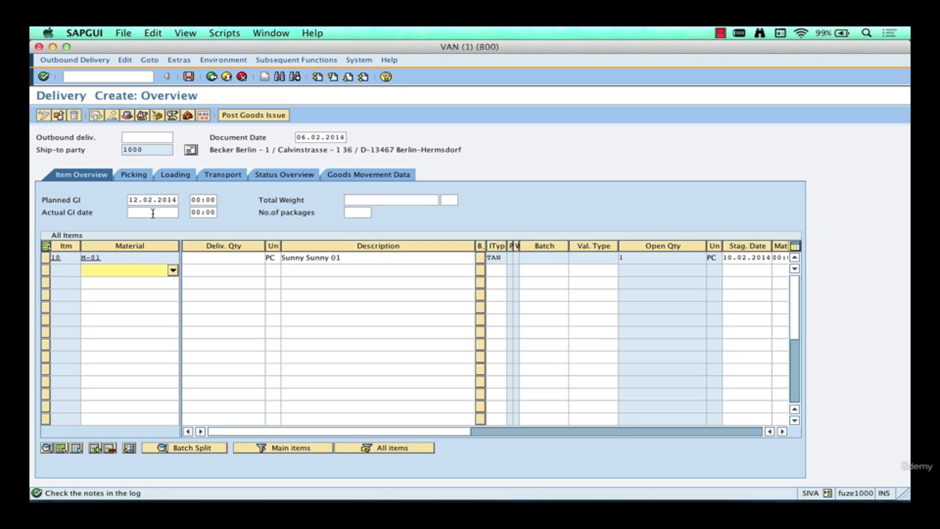 SAPGUI File Edit View Scripts Window Help 99%
VAN (1) (800)
Outbound Delivery Edit Goto Extras Environment Subsequent Functions System Help
Delivery Create: Overview
Post Goods Issue
Outbound deliv. Document Date 06.02.2014
Ship-to party 1000 Becker Berlin - 1 / Calvinstrasse - 1 36 / D-13467 Berlin-Hermsdorf
Item Overview Picking Loading Transport Status Overview Goods Movement Data
Planned GI 12.02.2014 00:00 Total Weight
Actual GI date 00:00 No.of packages
All Items
Itm Material Deliv. Qty Un Description B. ITyp P W Batch Val. Type Open Qty Un Stag. Date Mat
10 M-01 PC Sunny Sunny 01 TAN 1 PC 10.02.2014 00:
Batch Split Main items All items
Check the notes in the log SIVA fuze1000 INS
ûdemy